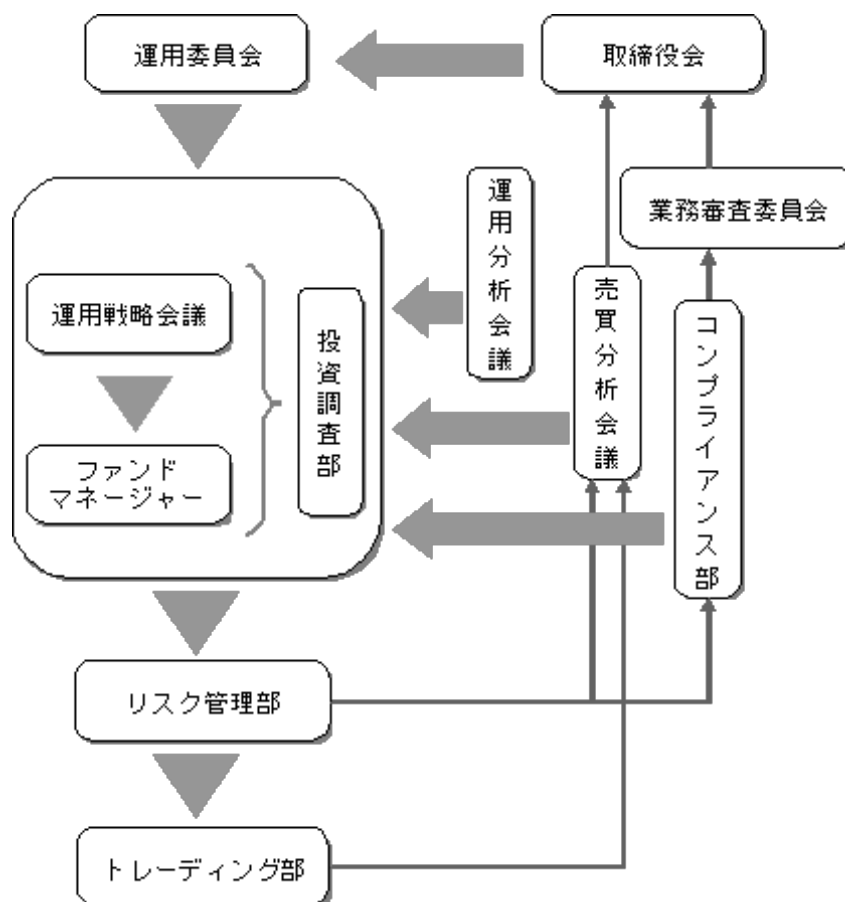 運用委員会
取締役会
運用分析会議
業務審査委員会
売買分析会議
コンプライアンス部
運用戦略会議
投資調査部
ファンド
マネージャー
リスク管理部
トレーディング部